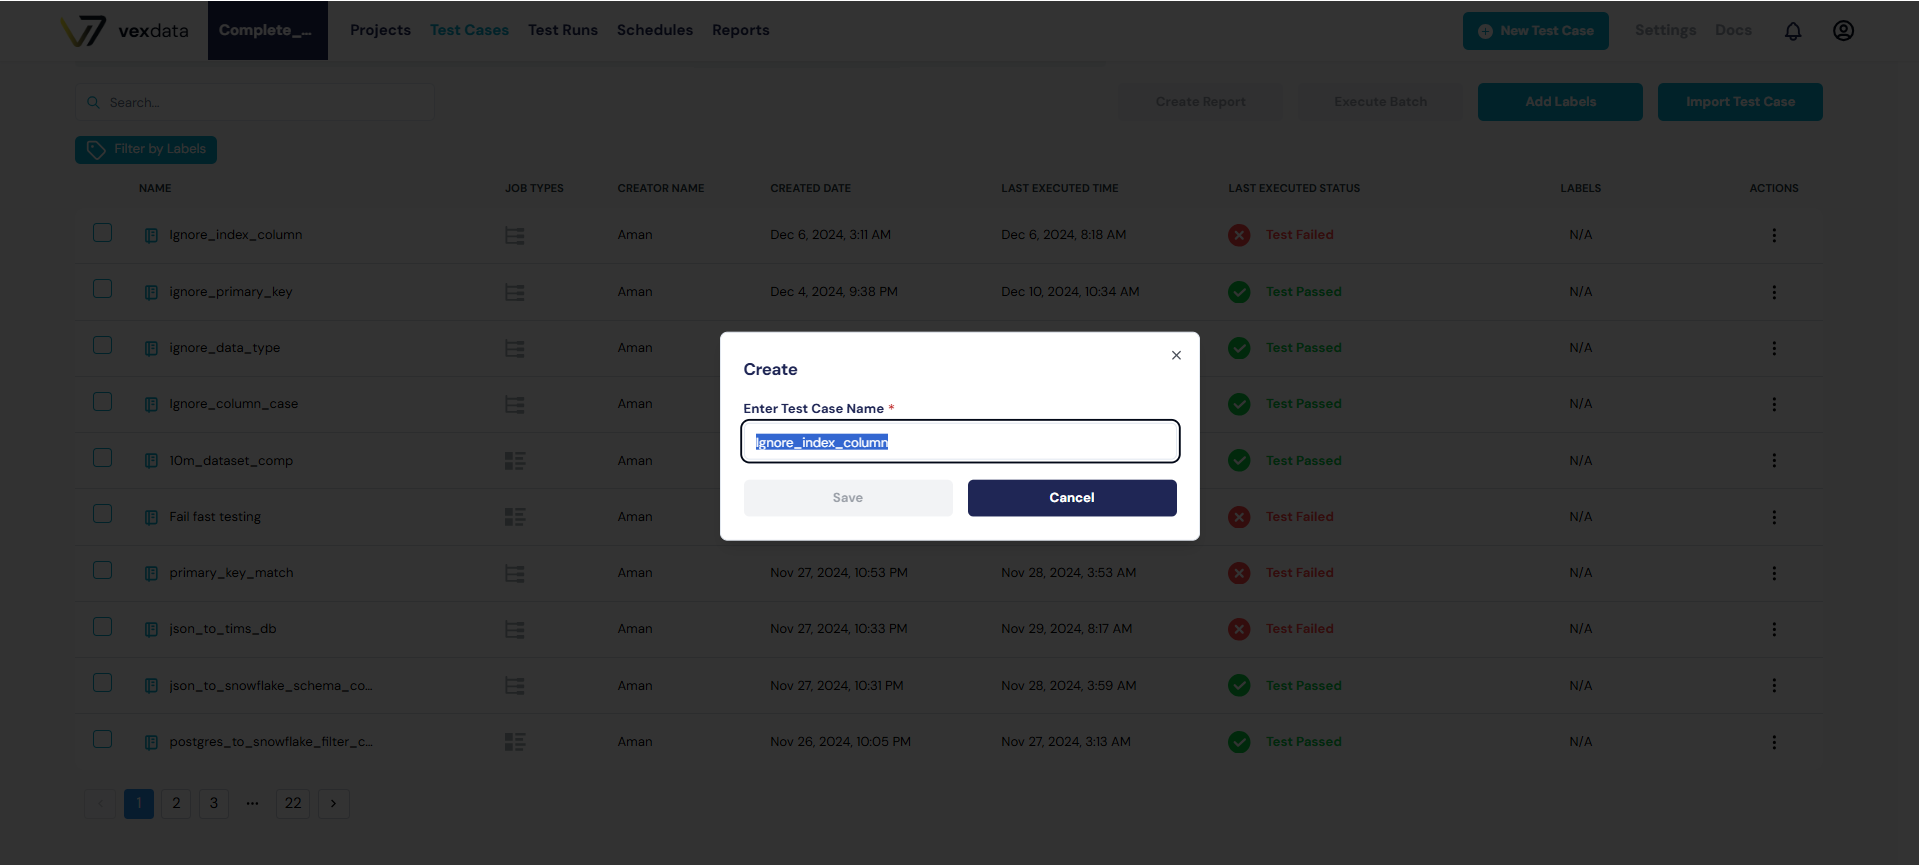 vexdata Complete_... Projects Test Cases Test Runs Schedules Reports New Test Case Settings Docs
Search... Create Report Execute Batch Add Labels Import Test Case
Filter by Labels
NAME JOB TYPES CREATOR NAME CREATED DATE LAST EXECUTED TIME LAST EXECUTED STATUS LABELS ACTIONS
Ignore_index_column Aman Dec 6, 2024, 3:11 AM Dec 6, 2024, 8:18 AM Test Failed N/A
ignore_primary_key Aman Dec 4, 2024, 9:38 PM Dec 10, 2024, 10:34 AM Test Passed N/A
ignore_data_type Aman Test Passed N/A
Ignore_column_case Aman Test Passed N/A
10m_dataset_comp Aman Test Passed N/A
Fail fast testing Aman Test Failed N/A
Create
Enter Test Case Name *
Ignore_index_column
Save Cancel
primary_key_match Aman Nov 27, 2024, 10:53 PM Nov 28, 2024, 3:53 AM Test Failed N/A
json_to_tims_db Aman Nov 27, 2024, 10:33 PM Nov 29, 2024, 8:17 AM Test Failed N/A
json_to_snowflake_schema_co... Aman Nov 27, 2024, 10:31 PM Nov 28, 2024, 3:59 AM Test Passed N/A
postgres_to_snowflake_filter_c... Aman Nov 26, 2024, 10:05 PM Nov 27, 2024, 3:13 AM Test Passed N/A
1 2 3 ••• 22